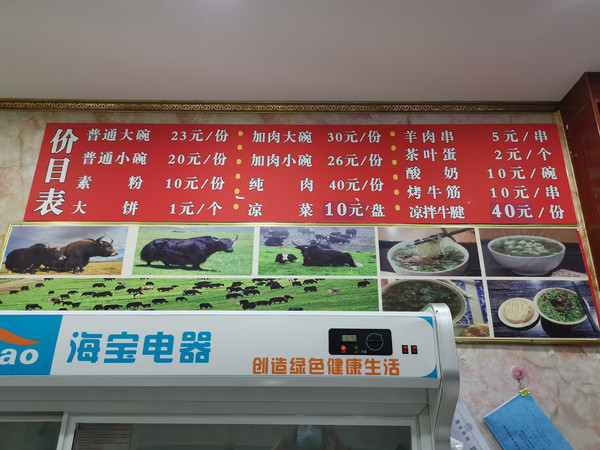 价目表
普通大碗 23元/份
普通小碗 20元/份
素粉 10元/份
大饼 1元/个
加肉大碗 30元/份
加肉小碗 26元/份
纯肉 40元/份
凉菜 10元/盘
羊肉串 5元/串
茶叶蛋 2元/个
酸奶 10元/碗
烤牛筋 10元/串
凉拌牛腱 40元/份
ao 海宝电器
创造绿色健康生活